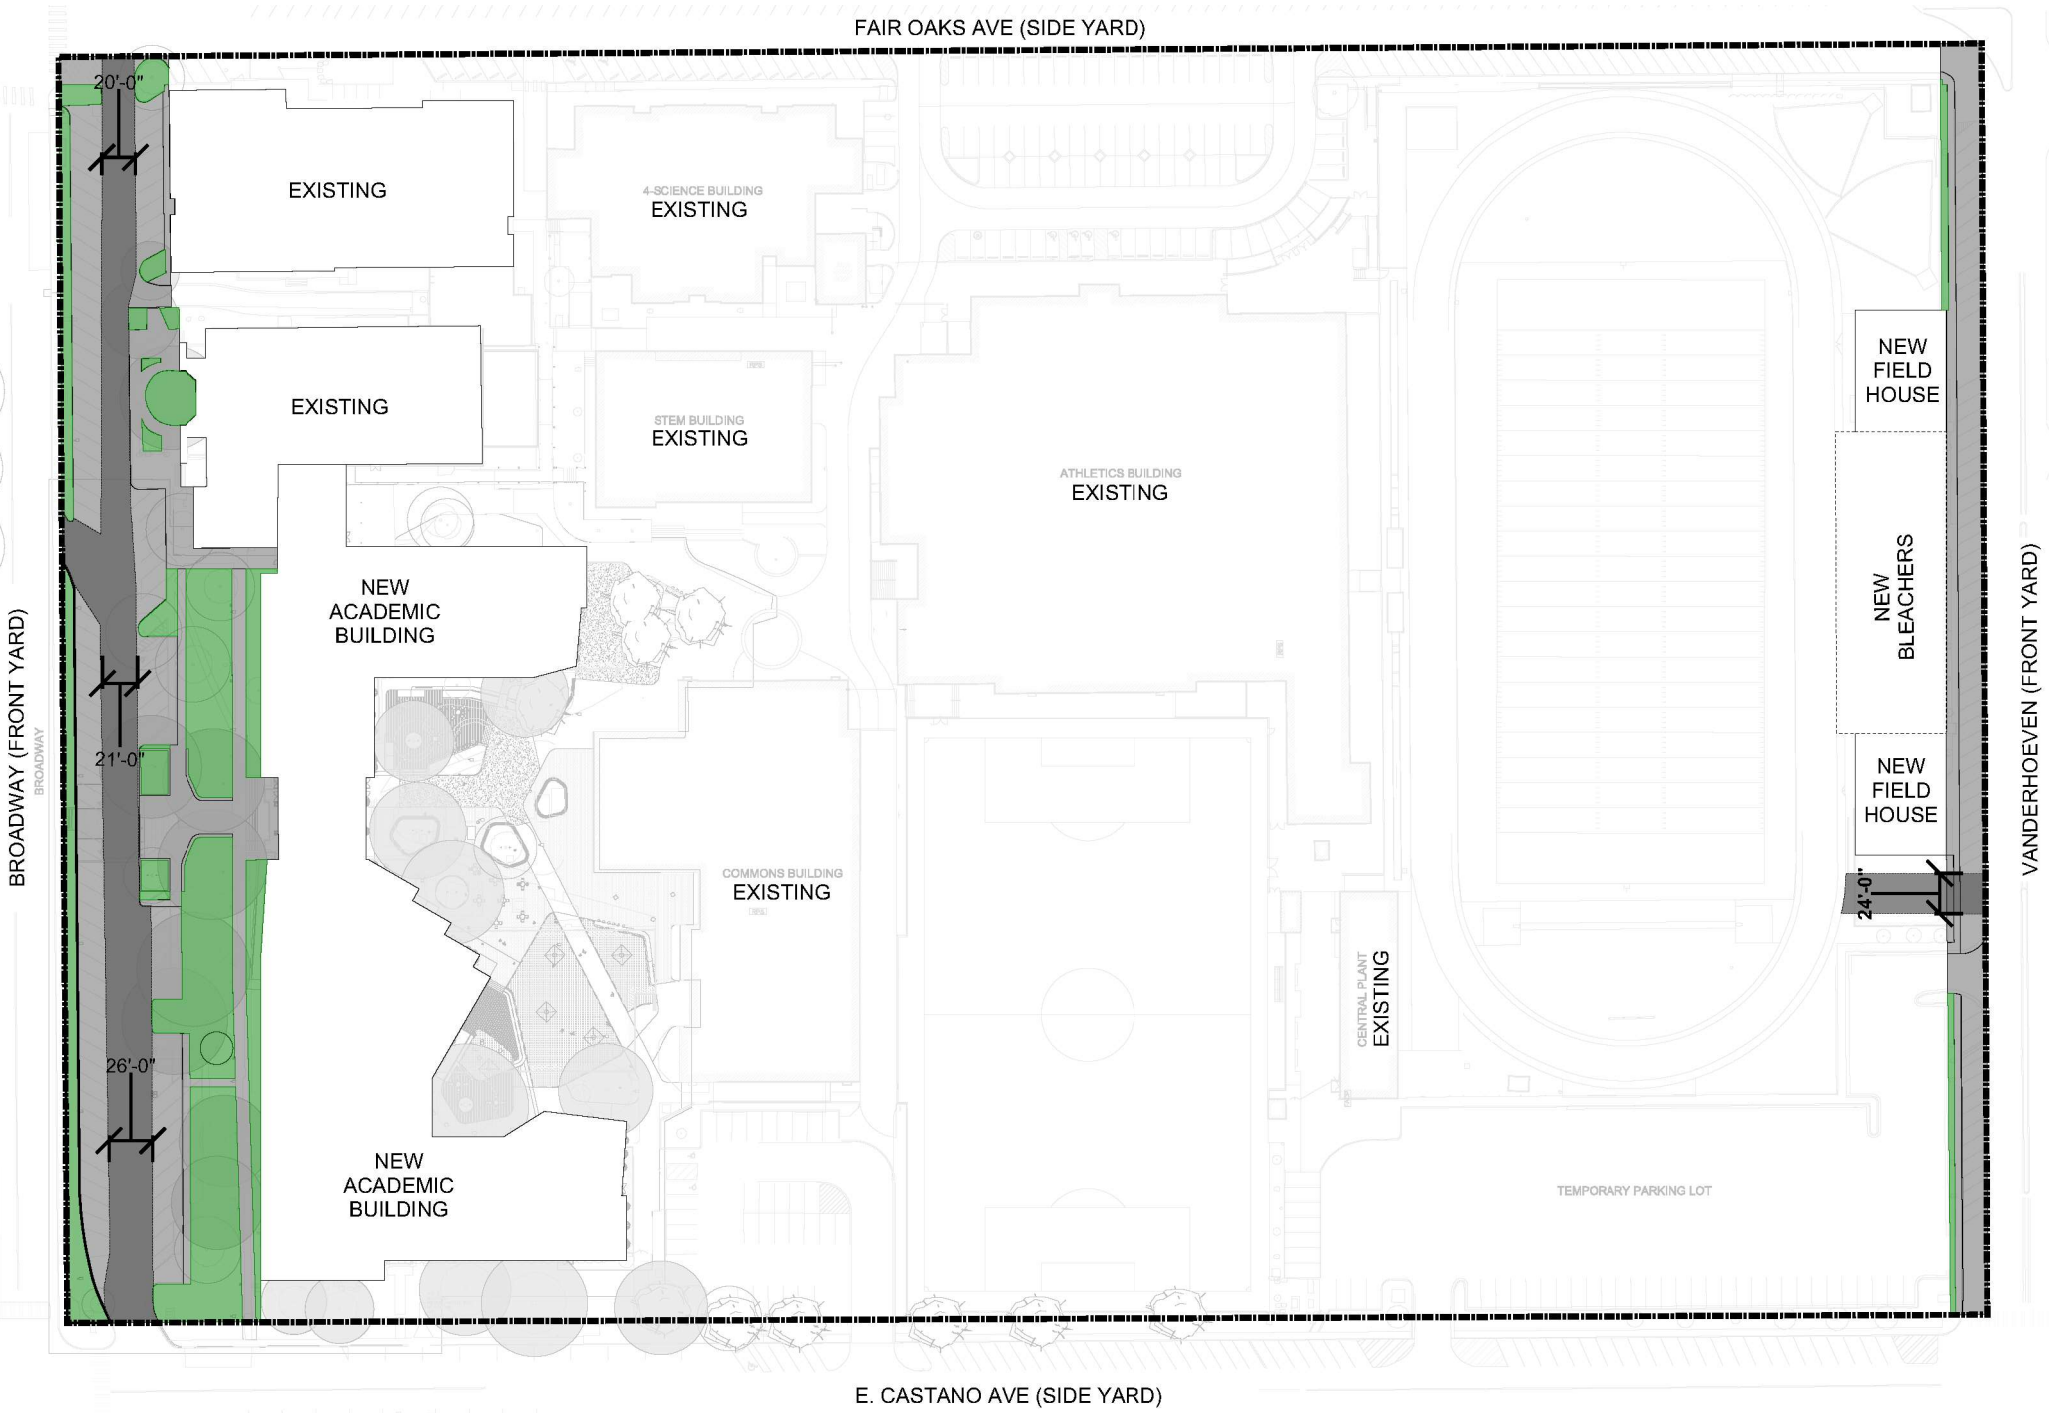 FAIR OAKS AVE (SIDE YARD)
20'-0"
EXISTING
4-SCIENCE BUILDING
EXISTING
NEW
FIELD
HOUSE
EXISTING
STEM BUILDING
EXISTING
ATHLETICS BUILDING
EXISTING
NEW
BLEACHERS
NEW
ACADEMIC
BUILDING
BROADWAY (FRONT YARD)
BROADWAY
VANDERHOEVEN (FRONT YARD)
21'-0"
NEW
FIELD
HOUSE
COMMONS BUILDING
EXISTING
24'-0"
CENTRAL PLANT
EXISTING
26'-0"
NEW
ACADEMIC
BUILDING
TEMPORARY PARKING LOT
E. CASTANO AVE (SIDE YARD)